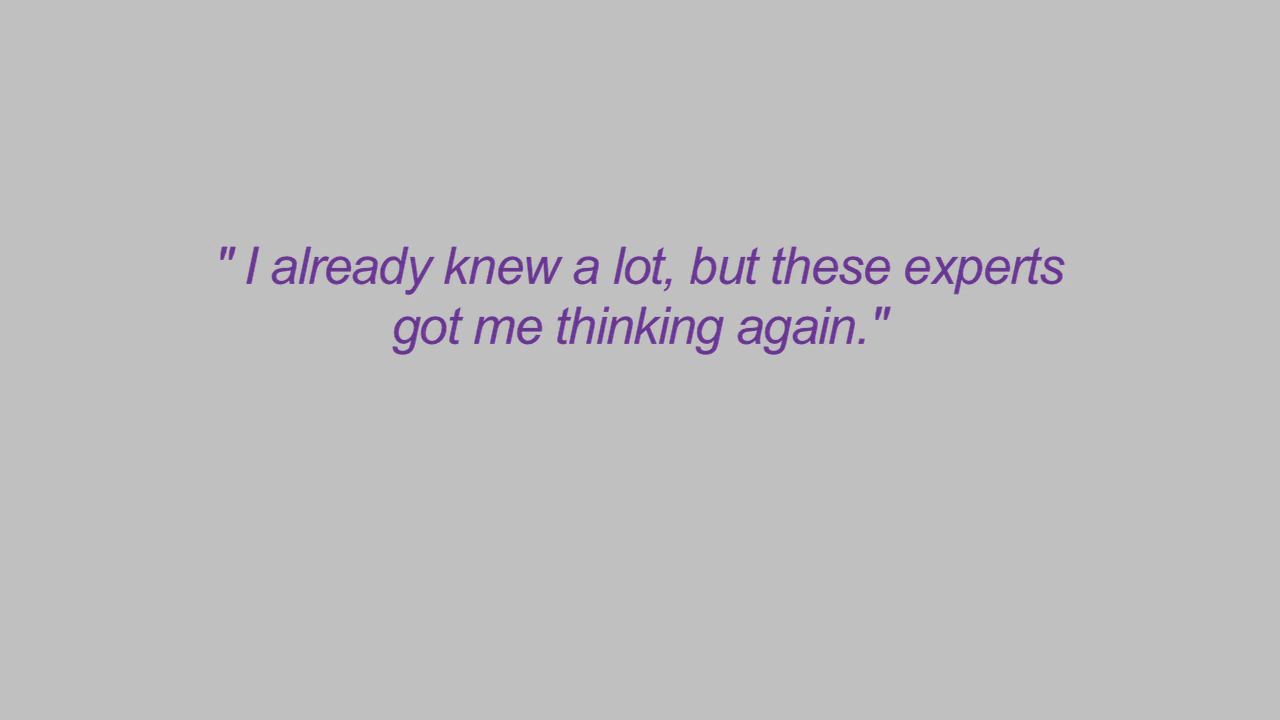 " I already knew a lot, but these experts
got me thinking again."